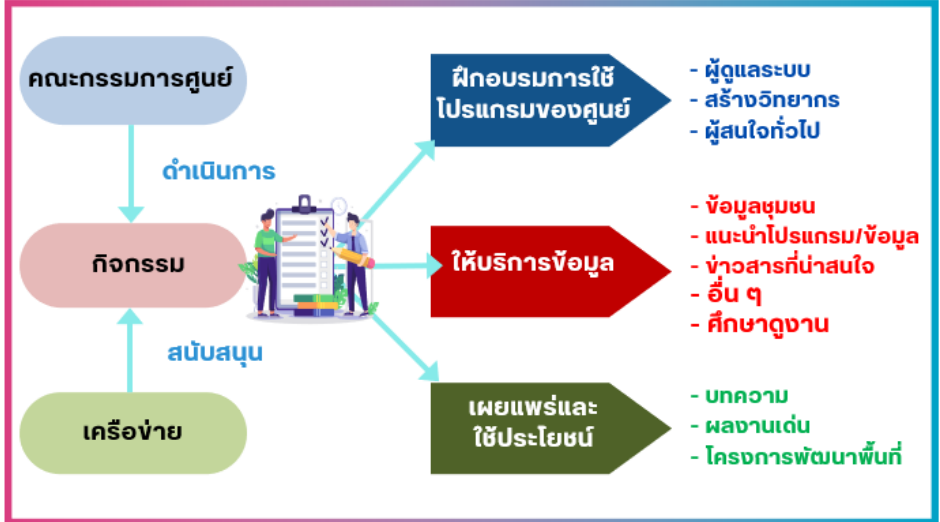 คณะกรรมการศูนย์
ดำเนินการ
กิจกรรม
สนับสนุน
เครือข่าย
ฝึกอบรมการใช้
โปรแกรมของศูนย์
- ผู้ดูแลระบบ
- สร้างวิทยากร
- ผู้สนใจทั่วไป
ให้บริการข้อมูล
- ข้อมูลชุมชน
- แนะนำโปรแกรม/ข้อมูล
- ข่าวสารที่น่าสนใจ
- อื่น ๆ
- ศึกษาดูงาน
เผยแพร่และ
ใช้ประโยชน์
- บทความ
- ผลงานเด่น
- โครงการพัฒนาพื้นที่